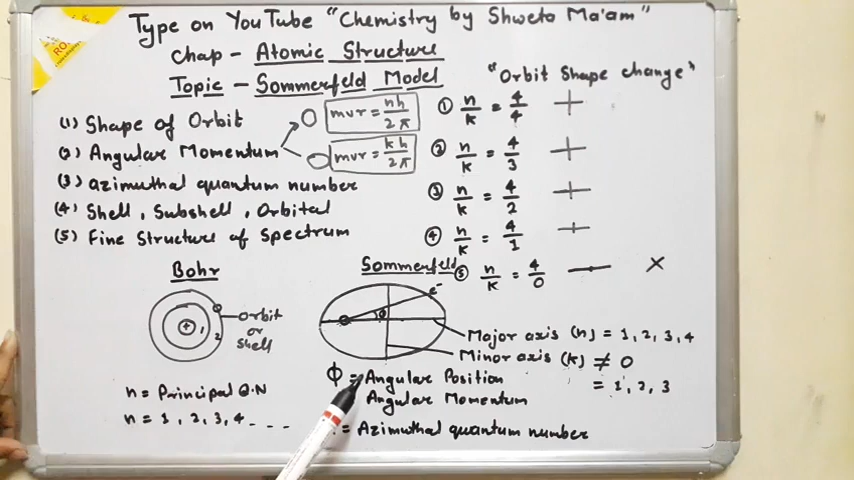 Type on YouTube "Chemistry by Shweta Ma'am"
Chap - Atomic Structure
Topic - Sommerfeld Model
"Orbit Shape change"
(1) Shape of Orbit
(2) Angular Momentum
mvr = nh/2π
mvr = kh/2π
(3) azimuthal quantum number
(4) Shell, Subshell, Orbital
(5) Fine Structure of Spectrum
① n/k = 4/4
② n/k = 4/3
③ n/k = 4/2
④ n/k = 4/1
⑤ n/k = 4/0 ×
Bohr
+ 1 2
orbit
or
shell
n = Principal Q.N
n = 1, 2, 3, 4 - - -
Sommerfeld
e⁻
ϕ
Major axis (n) = 1, 2, 3, 4
Minor axis (k) ≠ 0
= 1, 2, 3
ϕ = Angular Position
Angular Momentum
= Azimuthal quantum number